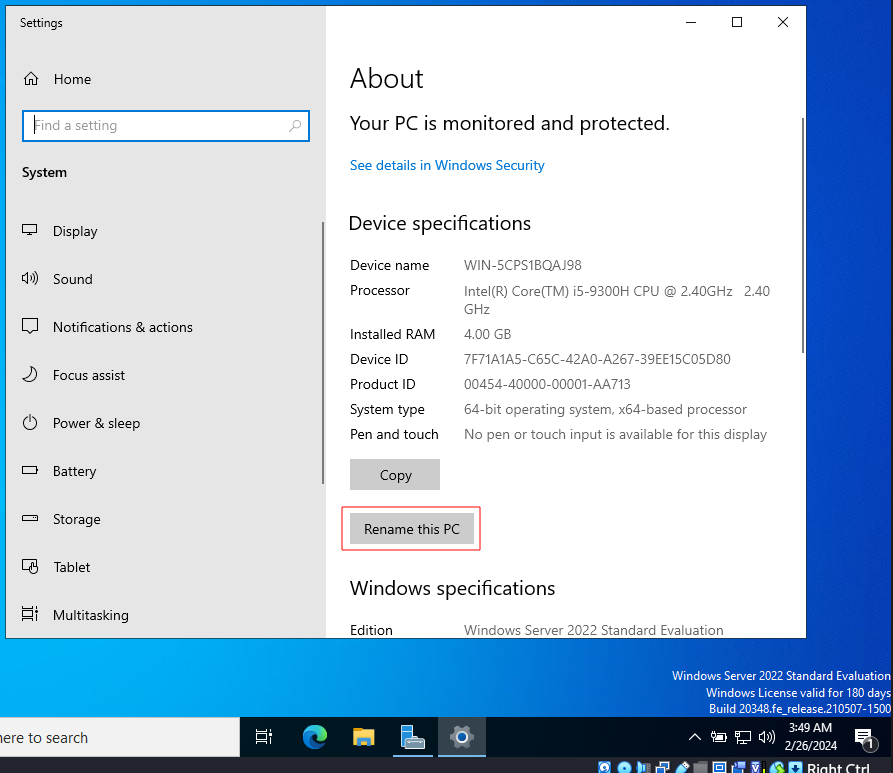 Settings
Home
Find a setting
System
Display
Sound
Notifications & actions
Focus assist
Power & sleep
Battery
Storage
Tablet
Multitasking
About
Your PC is monitored and protected.
See details in Windows Security
Device specifications
Device name WIN-5CPS1BQAJ98
Processor Intel(R) Core(TM) i5-9300H CPU @ 2.40GHz 2.40
GHz
Installed RAM 4.00 GB
Device ID 7F71A1A5-C65C-42A0-A267-39EE15C05D80
Product ID 00454-40000-00001-AA713
System type 64-bit operating system, x64-based processor
Pen and touch No pen or touch input is available for this display
Copy
Rename this PC
Windows specifications
Edition Windows Server 2022 Standard Evaluation
Windows Server 2022 Standard Evaluation
Windows License valid for 180 days
Build 20348.fe_release.210507-1500
here to search
3:49 AM
2/26/2024
1
Right Ctrl